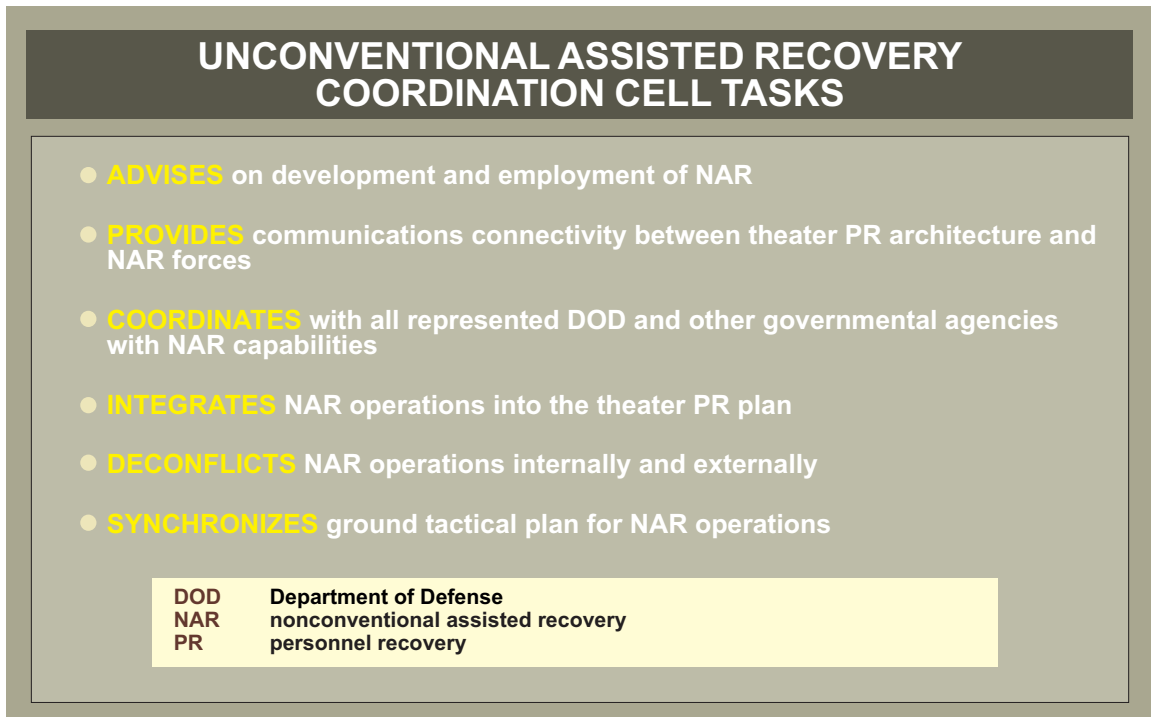 UNCONVENTIONAL ASSISTED RECOVERY
COORDINATION CELL TASKS
ADVISES on development and employment of NAR
PROVIDES communications connectivity between theater PR architecture and
NAR forces
COORDINATES with all represented DOD and other governmental agencies
with NAR capabilities
INTEGRATES NAR operations into the theater PR plan
DECONFLICTS NAR operations internally and externally
SYNCHRONIZES ground tactical plan for NAR operations
DOD Department of Defense
NAR nonconventional assisted recovery
PR personnel recovery